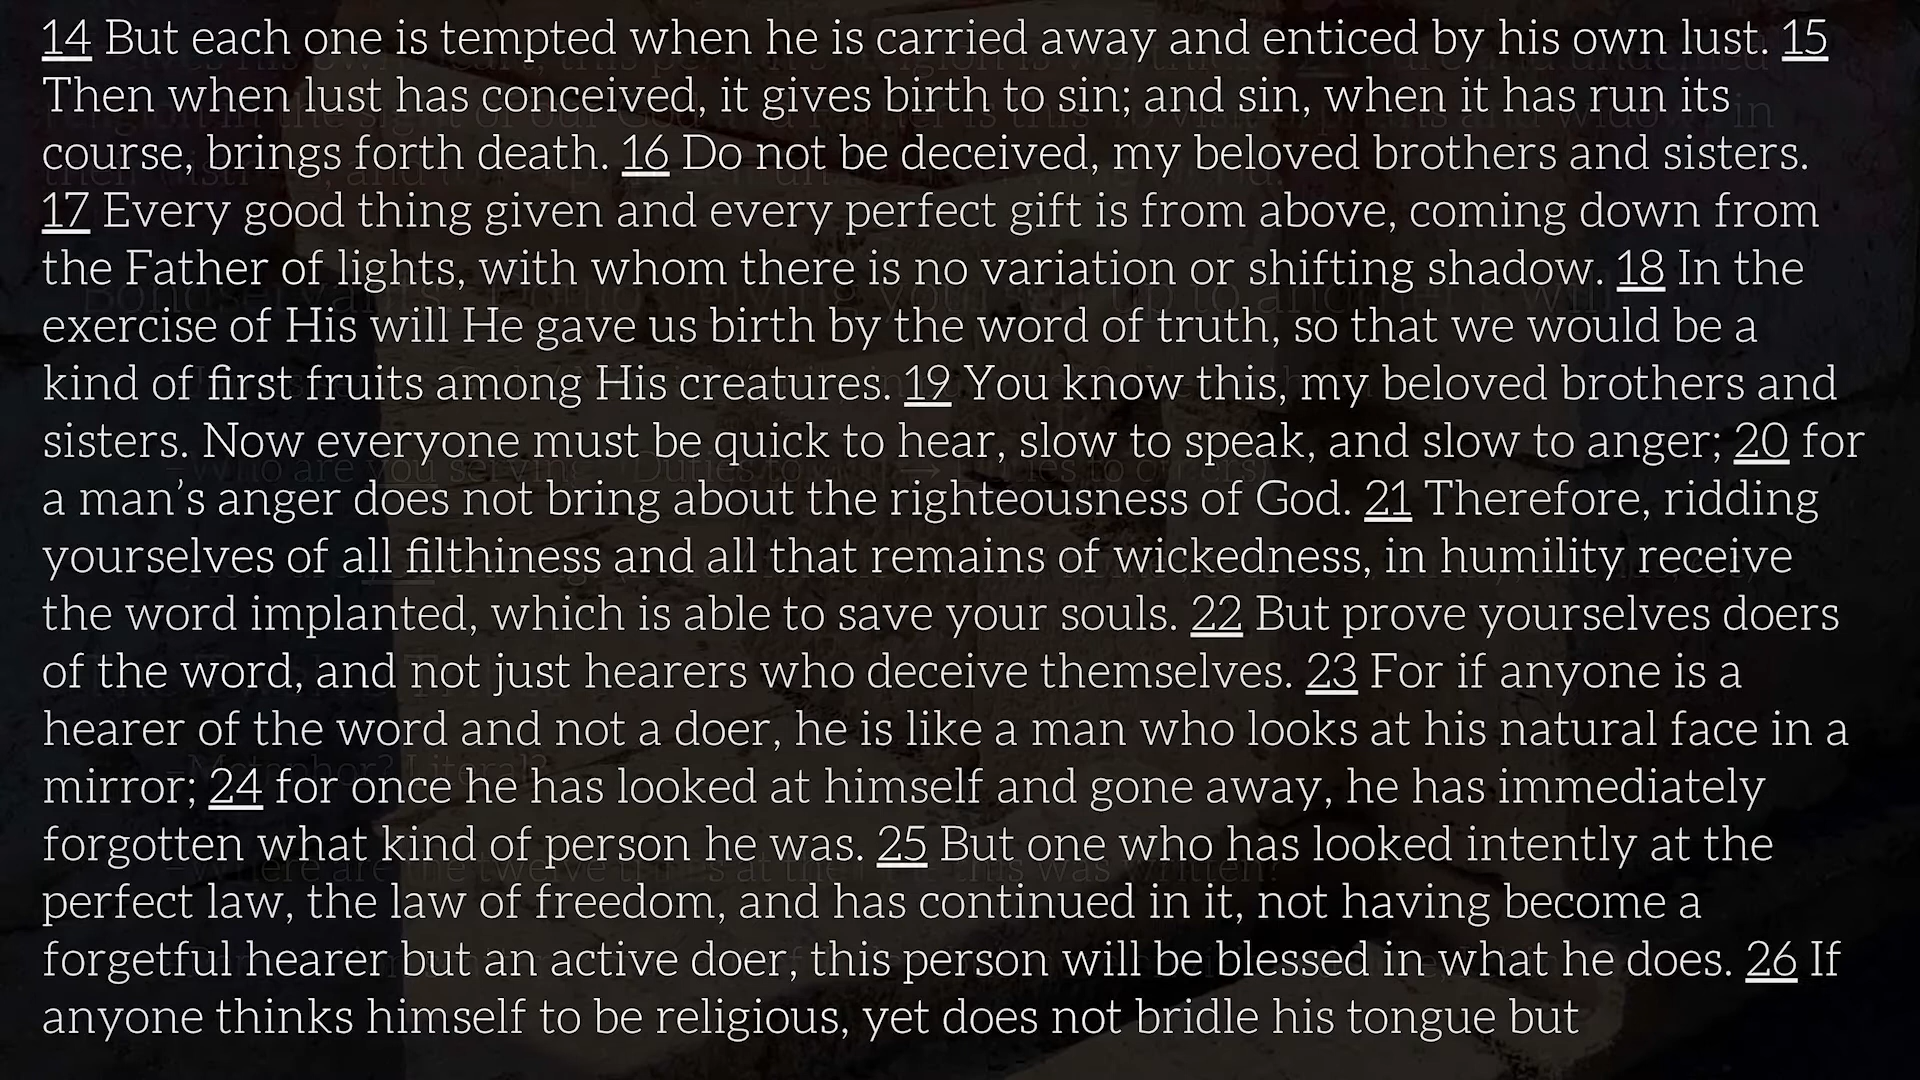 14 But each one is tempted when he is carried away and enticed by his own lust. 15
Then when lust has conceived, it gives birth to sin; and sin, when it has run its
course, brings forth death. 16 Do not be deceived, my beloved brothers and sisters.
17 Every good thing given and every perfect gift is from above, coming down from
the Father of lights, with whom there is no variation or shifting shadow. 18 In the
exercise of His will He gave us birth by the word of truth, so that we would be a
kind of first fruits among His creatures. 19 You know this, my beloved brothers and
sisters. Now everyone must be quick to hear, slow to speak, and slow to anger; 20 for
a man’s anger does not bring about the righteousness of God. 21 Therefore, ridding
yourselves of all filthiness and all that remains of wickedness, in humility receive
the word implanted, which is able to save your souls. 22 But prove yourselves doers
of the word, and not just hearers who deceive themselves. 23 For if anyone is a
hearer of the word and not a doer, he is like a man who looks at his natural face in a
mirror; 24 for once he has looked at himself and gone away, he has immediately
forgotten what kind of person he was. 25 But one who has looked intently at the
perfect law, the law of freedom, and has continued in it, not having become a
forgetful hearer but an active doer, this person will be blessed in what he does. 26 If
anyone thinks himself to be religious, yet does not bridle his tongue but